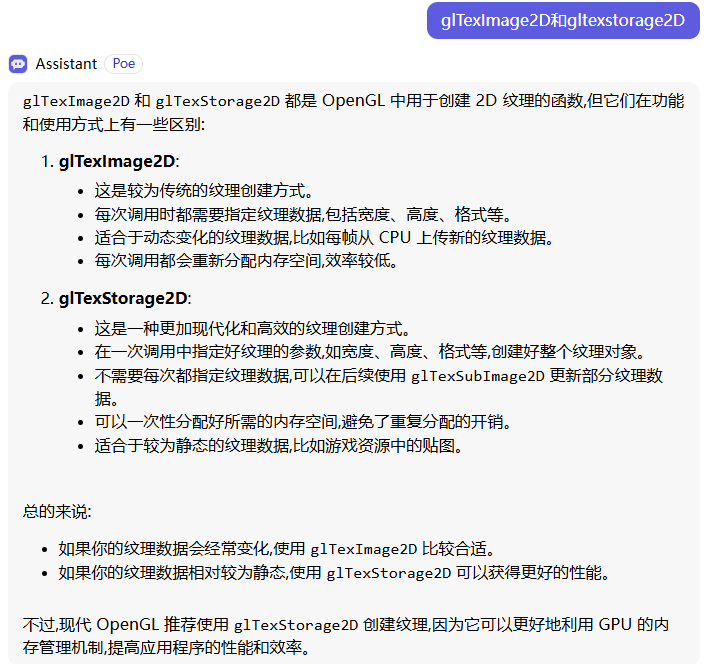 glTexImage2D和gltexstorage2D
Assistant Poe
glTexImage2D 和 glTexStorage2D 都是 OpenGL 中用于创建 2D 纹理的函数,但它们在功能
和使用方式上有一些区别:
1. glTexImage2D:
• 这是较为传统的纹理创建方式。
• 每次调用时都需要指定纹理数据,包括宽度、高度、格式等。
• 适合于动态变化的纹理数据,比如每帧从 CPU 上传新的纹理数据。
• 每次调用都会重新分配内存空间,效率较低。
2. glTexStorage2D:
• 这是一种更加现代化和高效的纹理创建方式。
• 在一次调用中指定好纹理的参数,如宽度、高度、格式等,创建好整个纹理对象。
• 不需要每次都指定纹理数据,可以在后续使用 glTexSubImage2D 更新部分纹理数
据。
• 可以一次性分配好所需的内存空间,避免了重复分配的开销。
• 适合于较为静态的纹理数据,比如游戏资源中的贴图。
总的来说:
• 如果你的纹理数据会经常变化,使用 glTexImage2D 比较合适。
• 如果你的纹理数据相对较为静态,使用 glTexStorage2D 可以获得更好的性能。
不过,现代 OpenGL 推荐使用 glTexStorage2D 创建纹理,因为它可以更好地利用 GPU 的内
存管理机制,提高应用程序的性能和效率。